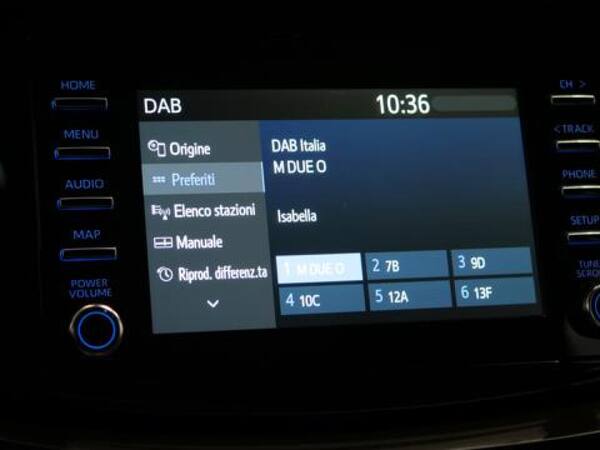 HOME
MENU
AUDIO
MAP
POWER
VOLUME
DAB 10:36
Origine
Preferiti
Elenco stazioni
Manuale
Riprod. differenz.ta
DAB Italia
M DUE O
Isabella
1 M DUE O 2 7B 3 9D
4 10C 5 12A 6 13F
CH >
< TRACK
PHONE
SETUP
TUNE
SCROLL